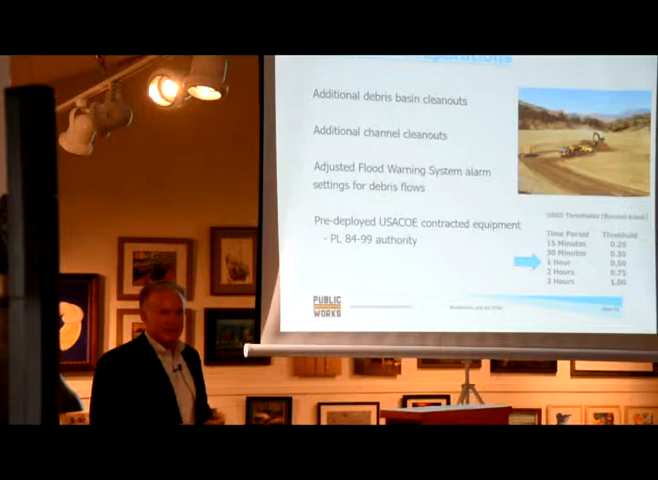 Additional debris basin cleanouts
Additional channel cleanouts
Adjusted Flood Warning System alarm
settings for debris flows
Pre-deployed USACOE contracted equipment
- PL 84-99 authority
Time Period Threshold
15 Minutes 0.20
30 Minutes 0.30
1 Hour 0.50
2 Hours 0.75
3 Hours 1.00
PUBLIC
WORKS